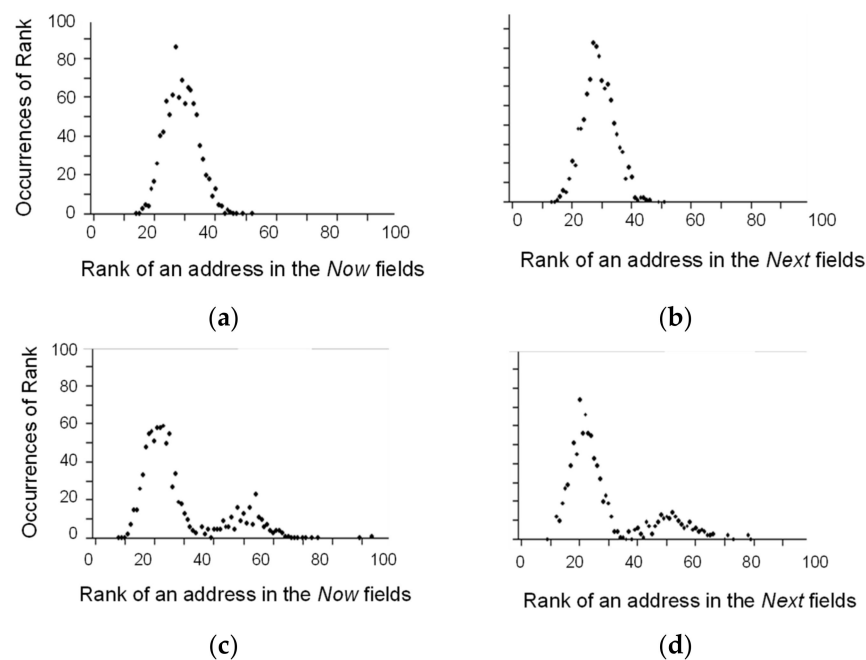 100
80
60
40
20
0
Occurrences of Rank
0 20 40 60 80 100
Rank of an address in the Now fields
(a)
0 20 40 60 80 100
Rank of an address in the Next fields
(b)
100
80
60
40
20
0
Occurrences of Rank
0 20 40 60 80 100
Rank of an address in the Now fields
(c)
0 20 40 60 80 100
Rank of an address in the Next fields
(d)